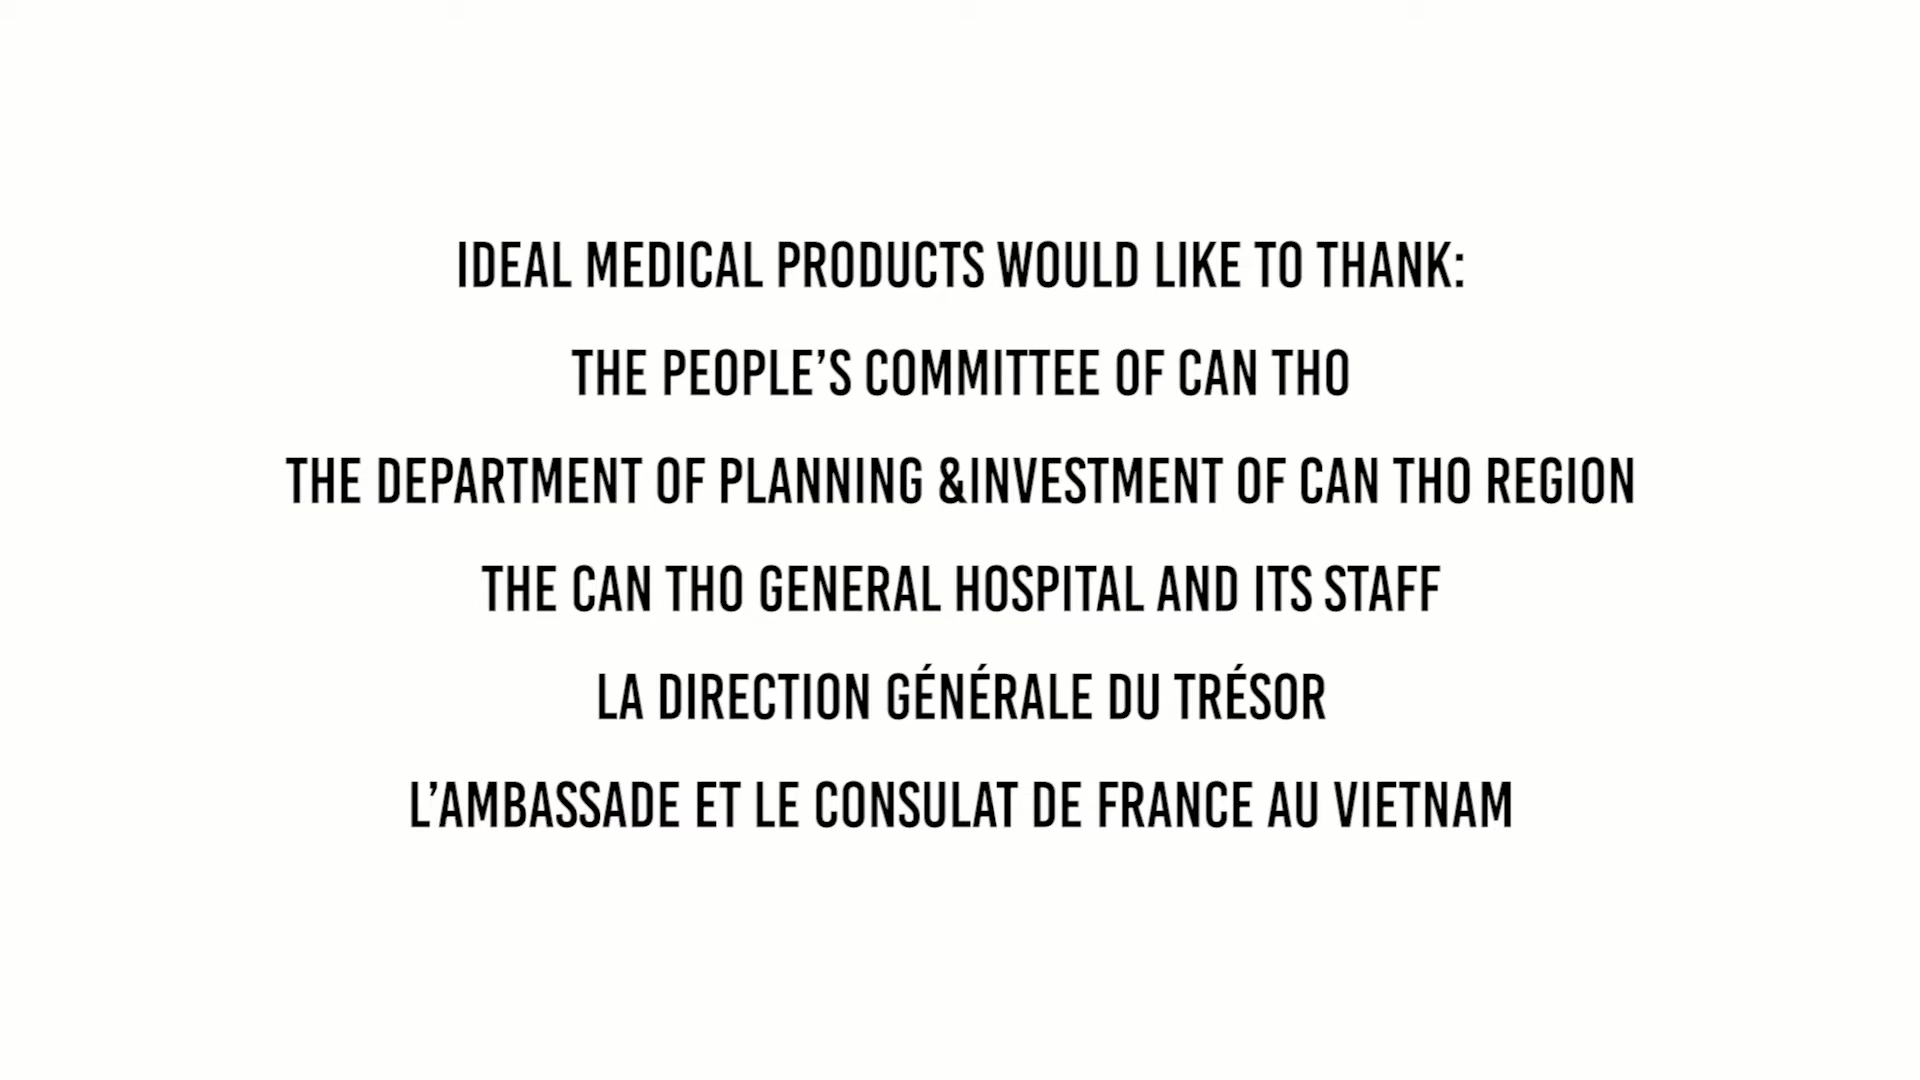 IDEAL MEDICAL PRODUCTS WOULD LIKE TO THANK:
THE PEOPLE’S COMMITTEE OF CAN THO
THE DEPARTMENT OF PLANNING &INVESTMENT OF CAN THO REGION
THE CAN THO GENERAL HOSPITAL AND ITS STAFF
LA DIRECTION GÉNÉRALE DU TRÉSOR
L’AMBASSADE ET LE CONSULAT DE FRANCE AU VIETNAM